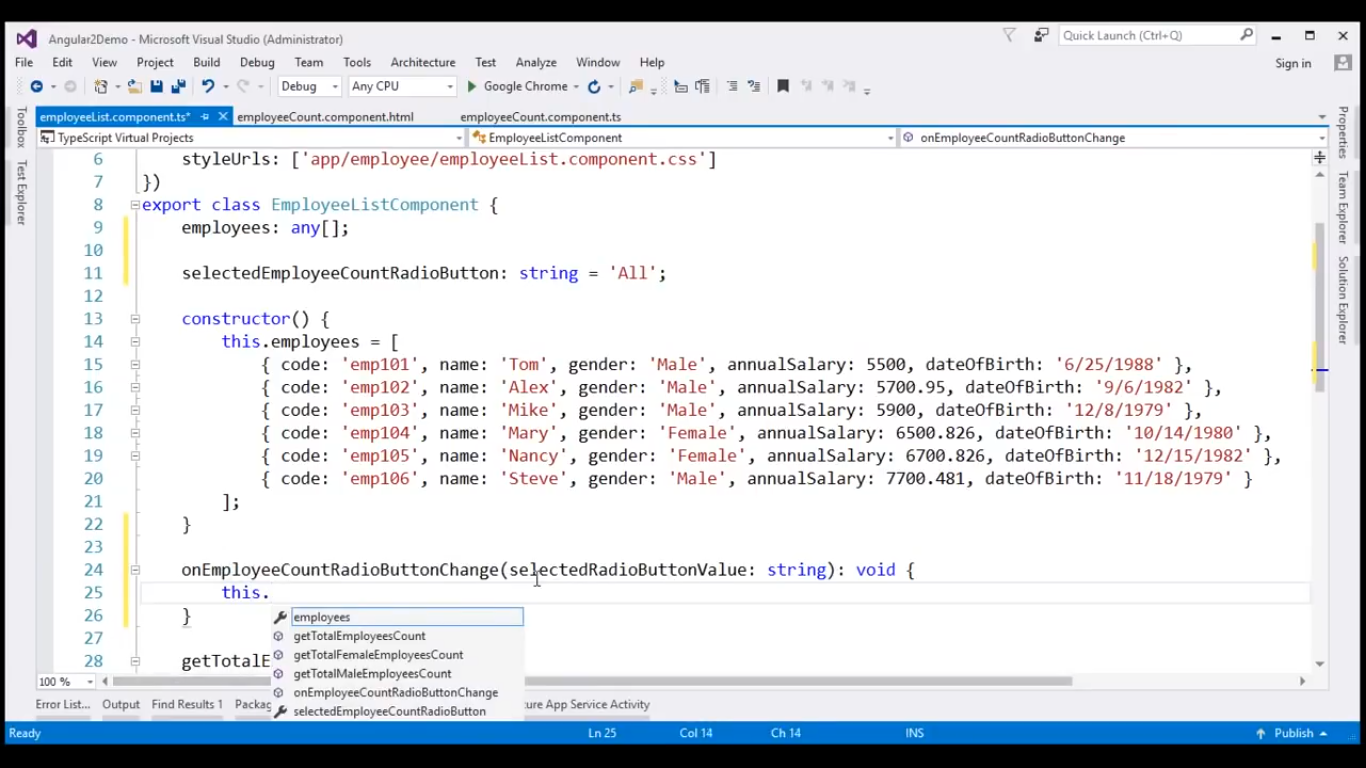 Angular2Demo - Microsoft Visual Studio (Administrator)
Quick Launch (Ctrl+Q)
File Edit View Project Build Debug Team Tools Architecture Test Analyze Window Help
Sign in
Debug Any CPU Google Chrome
employeeList.component.ts* employeeCount.component.html employeeCount.component.ts
TypeScript Virtual Projects EmployeeListComponent onEmployeeCountRadioButtonChange
Toolbox
Test Explorer
Properties
Team Explorer
Solution Explorer
6 styleUrls: ['app/employee/employeeList.component.css']
7 })
8 export class EmployeeListComponent {
9 employees: any[];
10
11 selectedEmployeeCountRadioButton: string = 'All';
12
13 constructor() {
14 this.employees = [
15 { code: 'emp101', name: 'Tom', gender: 'Male', annualSalary: 5500, dateOfBirth: '6/25/1988' },
16 { code: 'emp102', name: 'Alex', gender: 'Male', annualSalary: 5700.95, dateOfBirth: '9/6/1982' },
17 { code: 'emp103', name: 'Mike', gender: 'Male', annualSalary: 5900, dateOfBirth: '12/8/1979' },
18 { code: 'emp104', name: 'Mary', gender: 'Female', annualSalary: 6500.826, dateOfBirth: '10/14/1980' },
19 { code: 'emp105', name: 'Nancy', gender: 'Female', annualSalary: 6700.826, dateOfBirth: '12/15/1982' },
20 { code: 'emp106', name: 'Steve', gender: 'Male', annualSalary: 7700.481, dateOfBirth: '11/18/1979' }
21 ];
22 }
23
24 onEmployeeCountRadioButtonChange(selectedRadioButtonValue: string): void {
25 this.
26 }
27
28 getTotalE
employees
getTotalEmployeesCount
getTotalFemaleEmployeesCount
getTotalMaleEmployeesCount
onEmployeeCountRadioButtonChange
selectedEmployeeCountRadioButton
100 %
Error List... Output Find Results 1 Packag ure App Service Activity
Ready Ln 25 Col 14 Ch 14 INS Publish